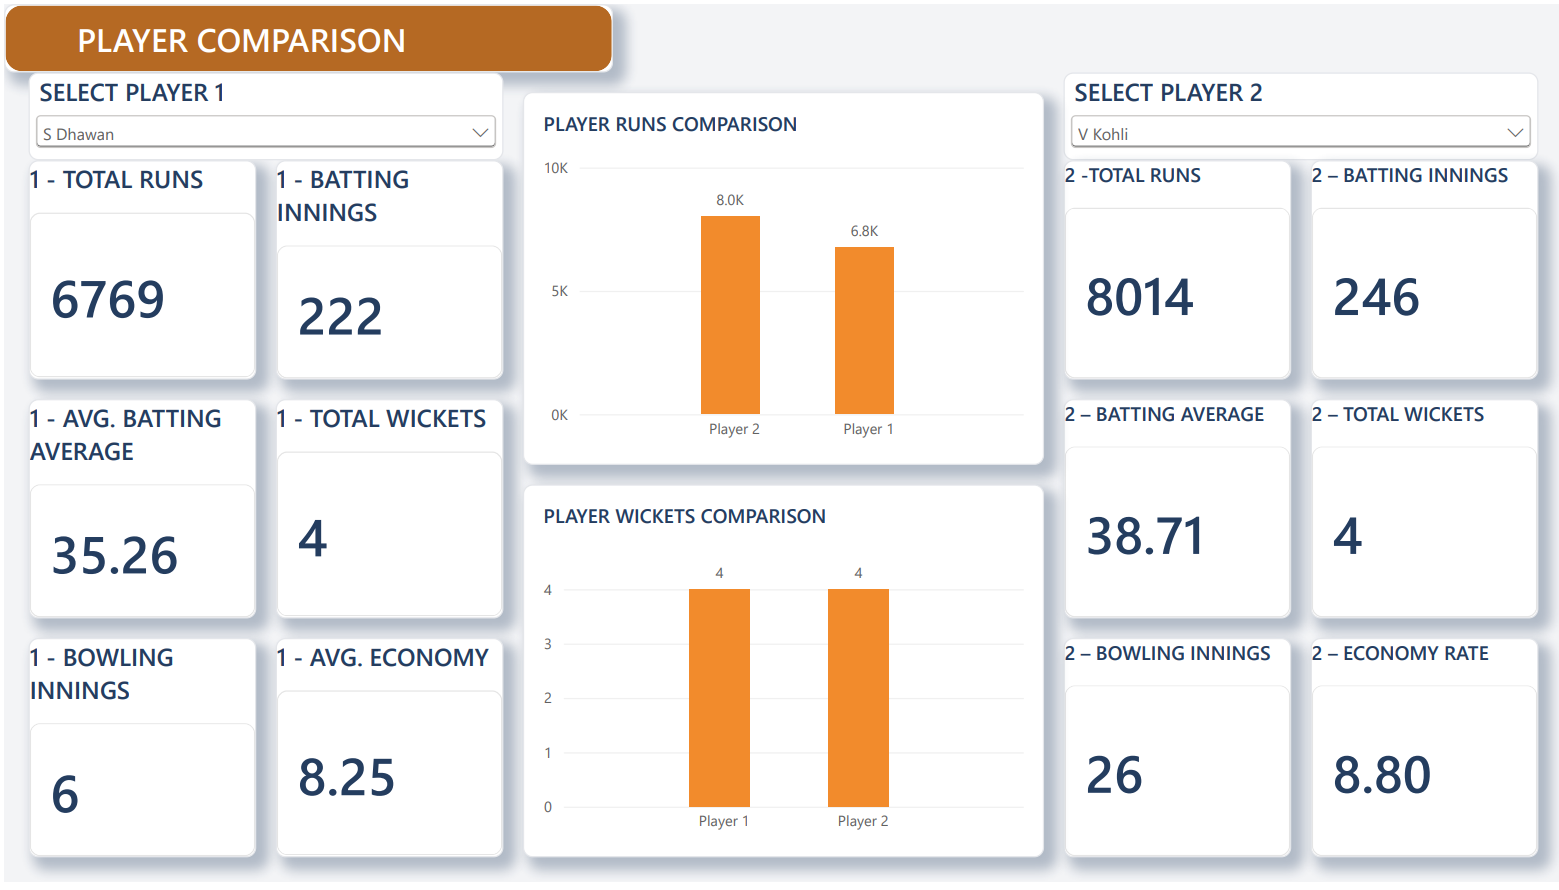 PLAYER COMPARISON
SELECT PLAYER 1
S Dhawan
1 - TOTAL RUNS
6769
1 - BATTING
INNINGS
222
1 - AVG. BATTING
AVERAGE
35.26
1 - TOTAL WICKETS
4
1 - BOWLING
INNINGS
6
1 - AVG. ECONOMY
8.25
PLAYER RUNS COMPARISON
10K
5K
0K
8.0K
6.8K
Player 2
Player 1
PLAYER WICKETS COMPARISON
4
3
2
1
0
4
4
Player 1
Player 2
SELECT PLAYER 2
V Kohli
2 -TOTAL RUNS
8014
2 – BATTING INNINGS
246
2 – BATTING AVERAGE
38.71
2 – TOTAL WICKETS
4
2 – BOWLING INNINGS
26
2 – ECONOMY RATE
8.80